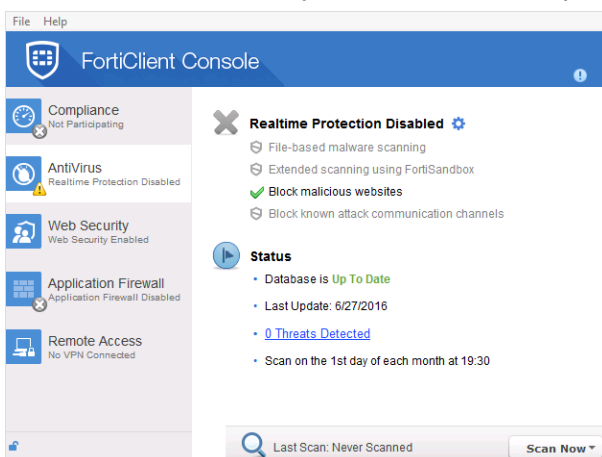 File Help
FortiClient Console
Compliance
Not Participating
AntiVirus
Realtime Protection Disabled
Web Security
Web Security Enabled
Application Firewall
Application Firewall Disabled
Remote Access
No VPN Connected
Realtime Protection Disabled
File-based malware scanning
Extended scanning using FortiSandbox
Block malicious websites
Block known attack communication channels
Status
Database is Up To Date
Last Update: 6/27/2016
0 Threats Detected
Scan on the 1st day of each month at 19:30
Last Scan: Never Scanned
Scan Now